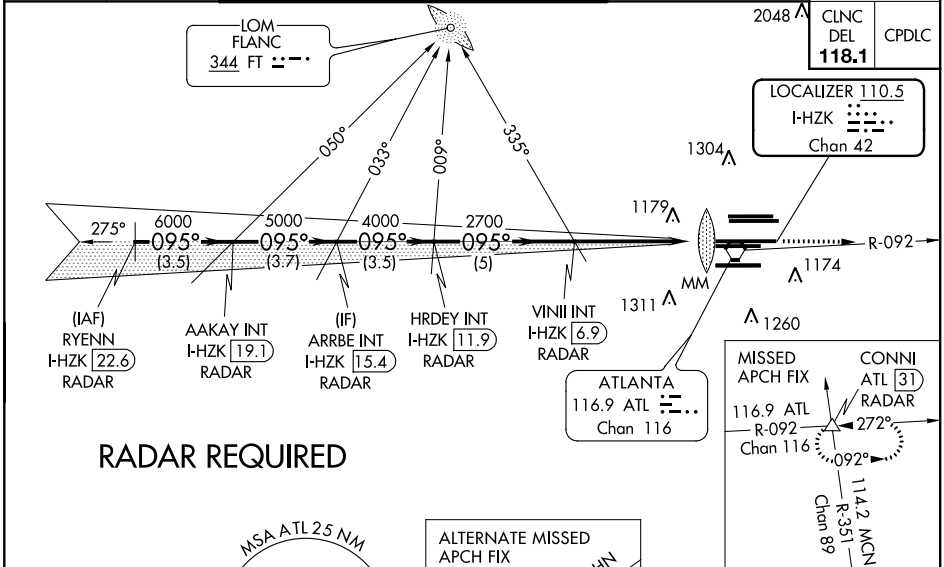 2048
CLNC
DEL
118.1
CPDLC
LOM
FLANC
344 FT
LOCALIZER 110.5
I-HZK
Chan 42
1304
050°
033°
009°
335°
1179
275°
6000
5000
4000
2700
095°
095°
095°
095°
(3.5)
(3.7)
(3.5)
(5)
R-092
MM
1174
1311
1260
(IAF)
RYENN
I-HZK 22.6
RADAR
AAKAY INT
I-HZK 19.1
RADAR
(IF)
ARRBE INT
I-HZK 15.4
RADAR
HRDEY INT
I-HZK 11.9
RADAR
VINII INT
I-HZK 6.9
RADAR
ATLANTA
116.9 ATL
Chan 116
MISSED
APCH FIX
CONNI
ATL 31
RADAR
116.9 ATL
R-092
Chan 116
272°
092°
114.2 MCN
R-351
Chan 89
RADAR REQUIRED
MSA ATL 25 NM
ALTERNATE MISSED
APCH FIX